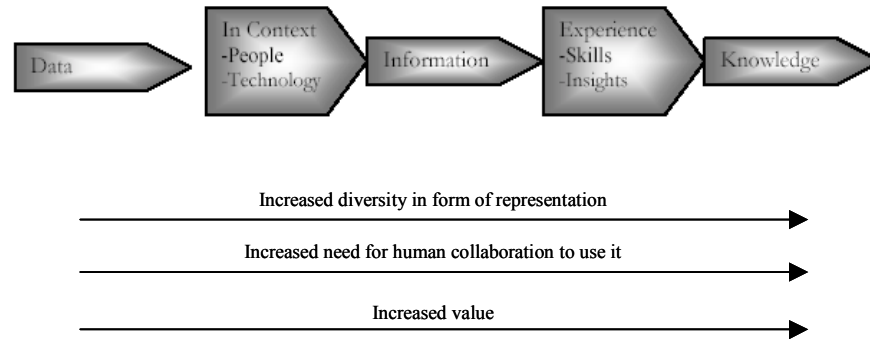 Data
In Context
-People
-Technology
Information
Experience
-Skills
-Insights
Knowledge
Increased diversity in form of representation
Increased need for human collaboration to use it
Increased value